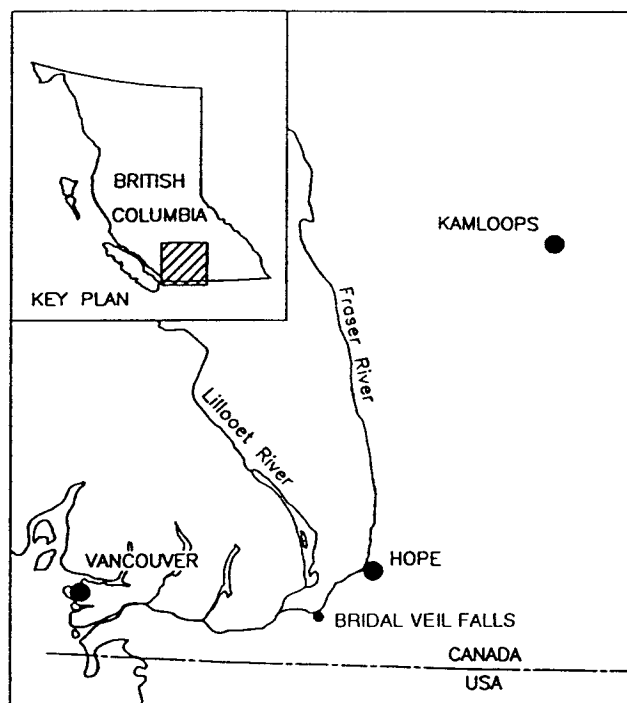 BRITISH
COLUMBIA
KEY PLAN
KAMLOOPS
Fraser River
Lillooet River
VANCOUVER
HOPE
BRIDAL VEIL FALLS
CANADA
USA